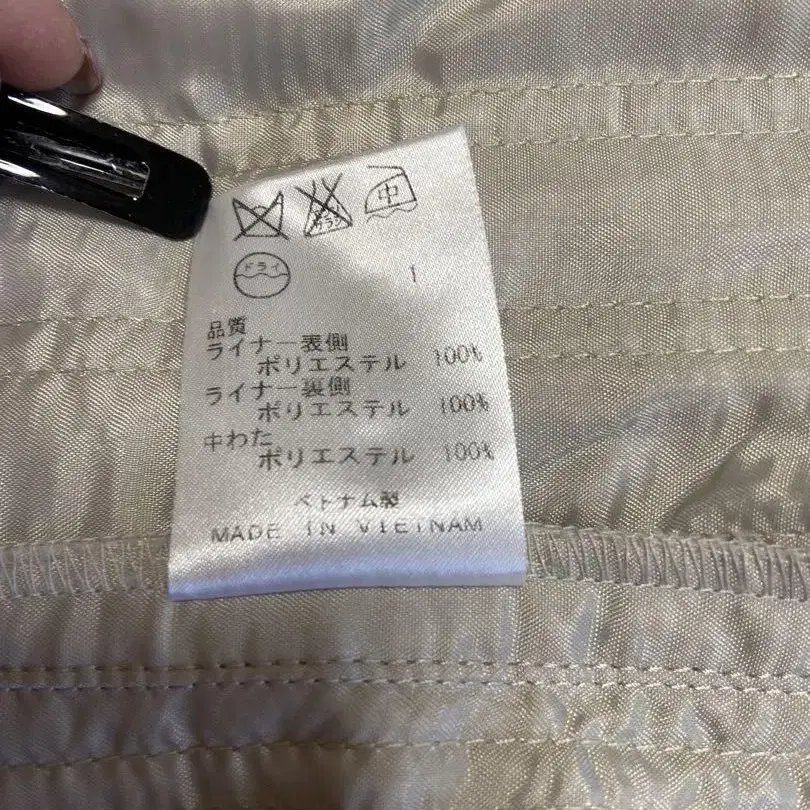 中
ドライ
1
品質
ライナー表側
ポリエステル 100%
ライナー裏側
ポリエステル 100%
中わた
ポリエステル 100%
ベトナム製
MADE IN VIETNAM